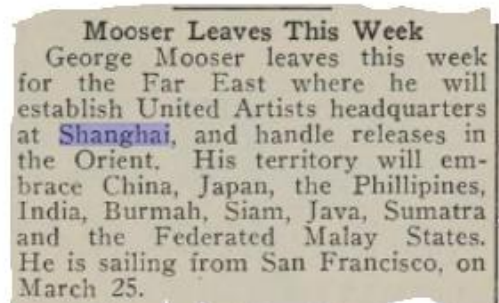 Mooser Leaves This Week
George Mooser leaves this week
for the Far East where he will
establish United Artists headquarters
at Shanghai, and handle releases in
the Orient. His territory will em-
brace China, Japan, the Phillipines,
India, Burmah, Siam, Java, Sumatra
and the Federated Malay States.
He is sailing from San Francisco, on
March 25.